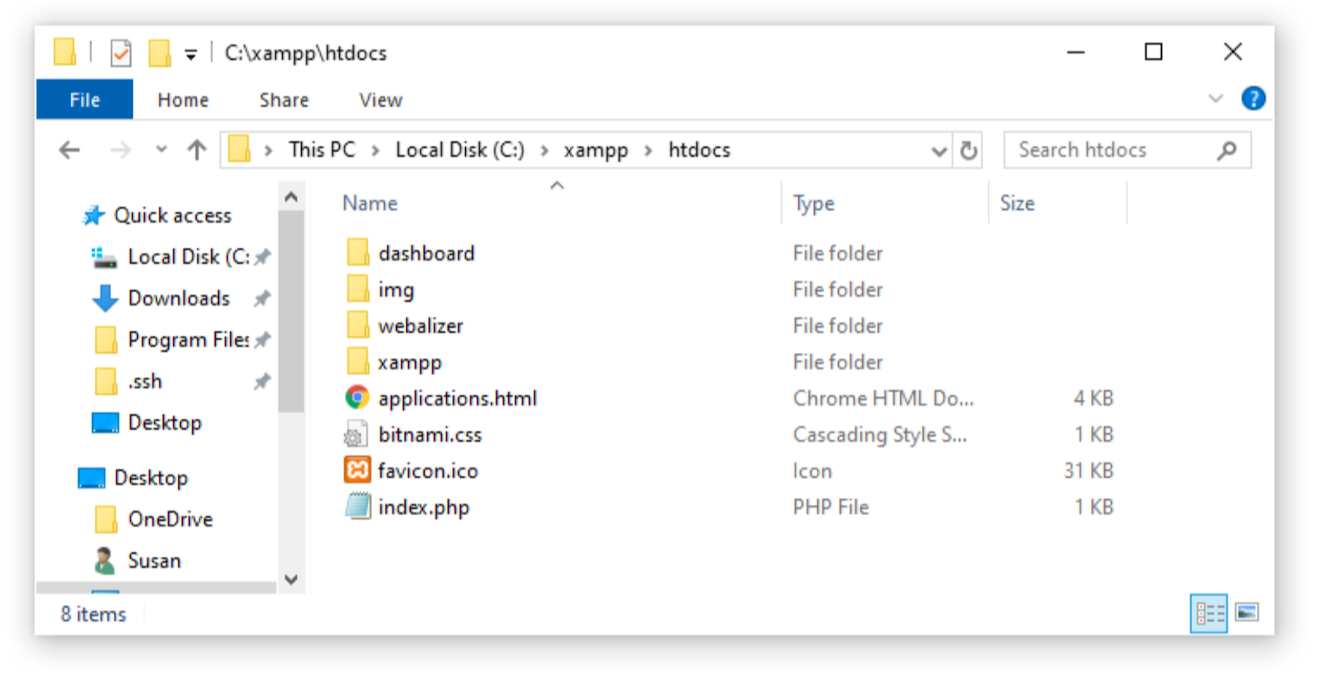 C:\xampp\htdocs
File Home Share View
This PC > Local Disk (C:) > xampp > htdocs
Search htdocs
Quick access
Local Disk (C:
Downloads
Program Files
.ssh
Desktop
Desktop
OneDrive
Susan
Name Type Size
dashboard File folder
img File folder
webalizer File folder
xampp File folder
applications.html Chrome HTML Do... 4 KB
bitnami.css Cascading Style S... 1 KB
favicon.ico Icon 31 KB
index.php PHP File 1 KB
8 items